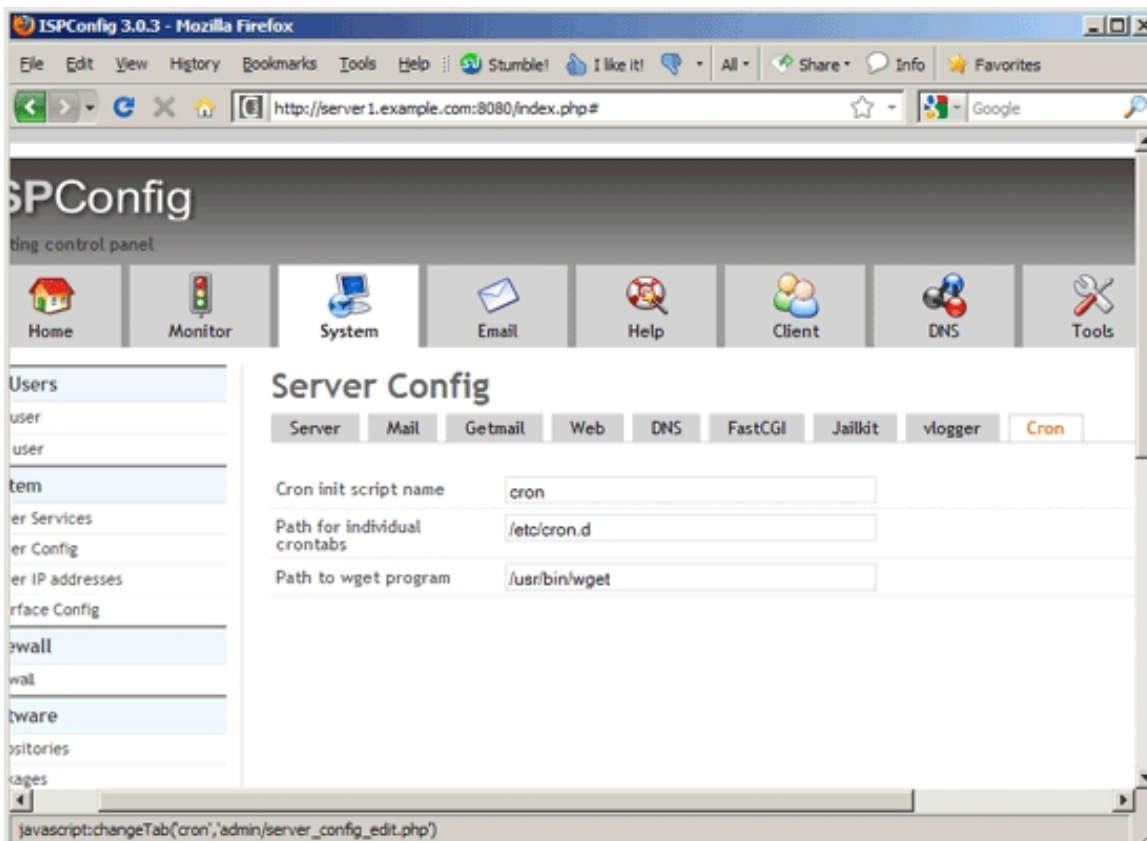 ISPConfig 3.0.3 - Mozilla Firefox
File Edit View History Bookmarks Tools Help Stumble! I like it! All Share Info Favorites
http://server1.example.com:8080/index.php# Google
SPConfig
ting control panel
Home Monitor System Email Help Client DNS Tools
Users
user
user
tem
er Services
er Config
er IP addresses
rface Config
ewall
wall
tware
ositories
kages
Server Config
Server Mail Getmail Web DNS FastCGI Jailkit vlogger Cron
Cron init script name cron
Path for individual
crontabs /etc/cron.d
Path to wget program /usr/bin/wget
javascript:changeTab('cron','admin/server_config_edit.php')